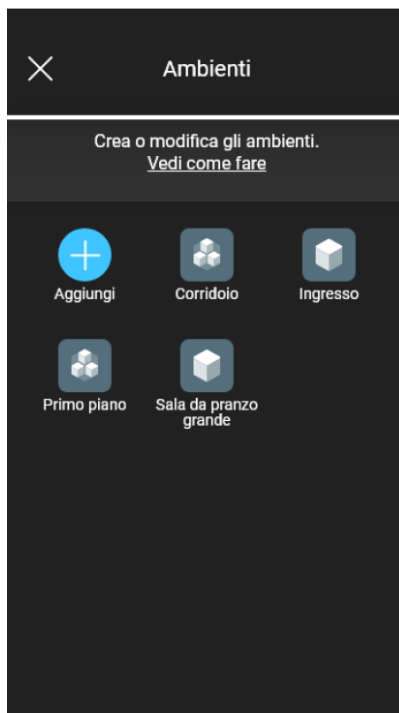 Ambienti
Crea o modifica gli ambienti.
Vedi come fare
Aggiungi
Corridoio
Ingresso
Primo piano
Sala da pranzo
grande